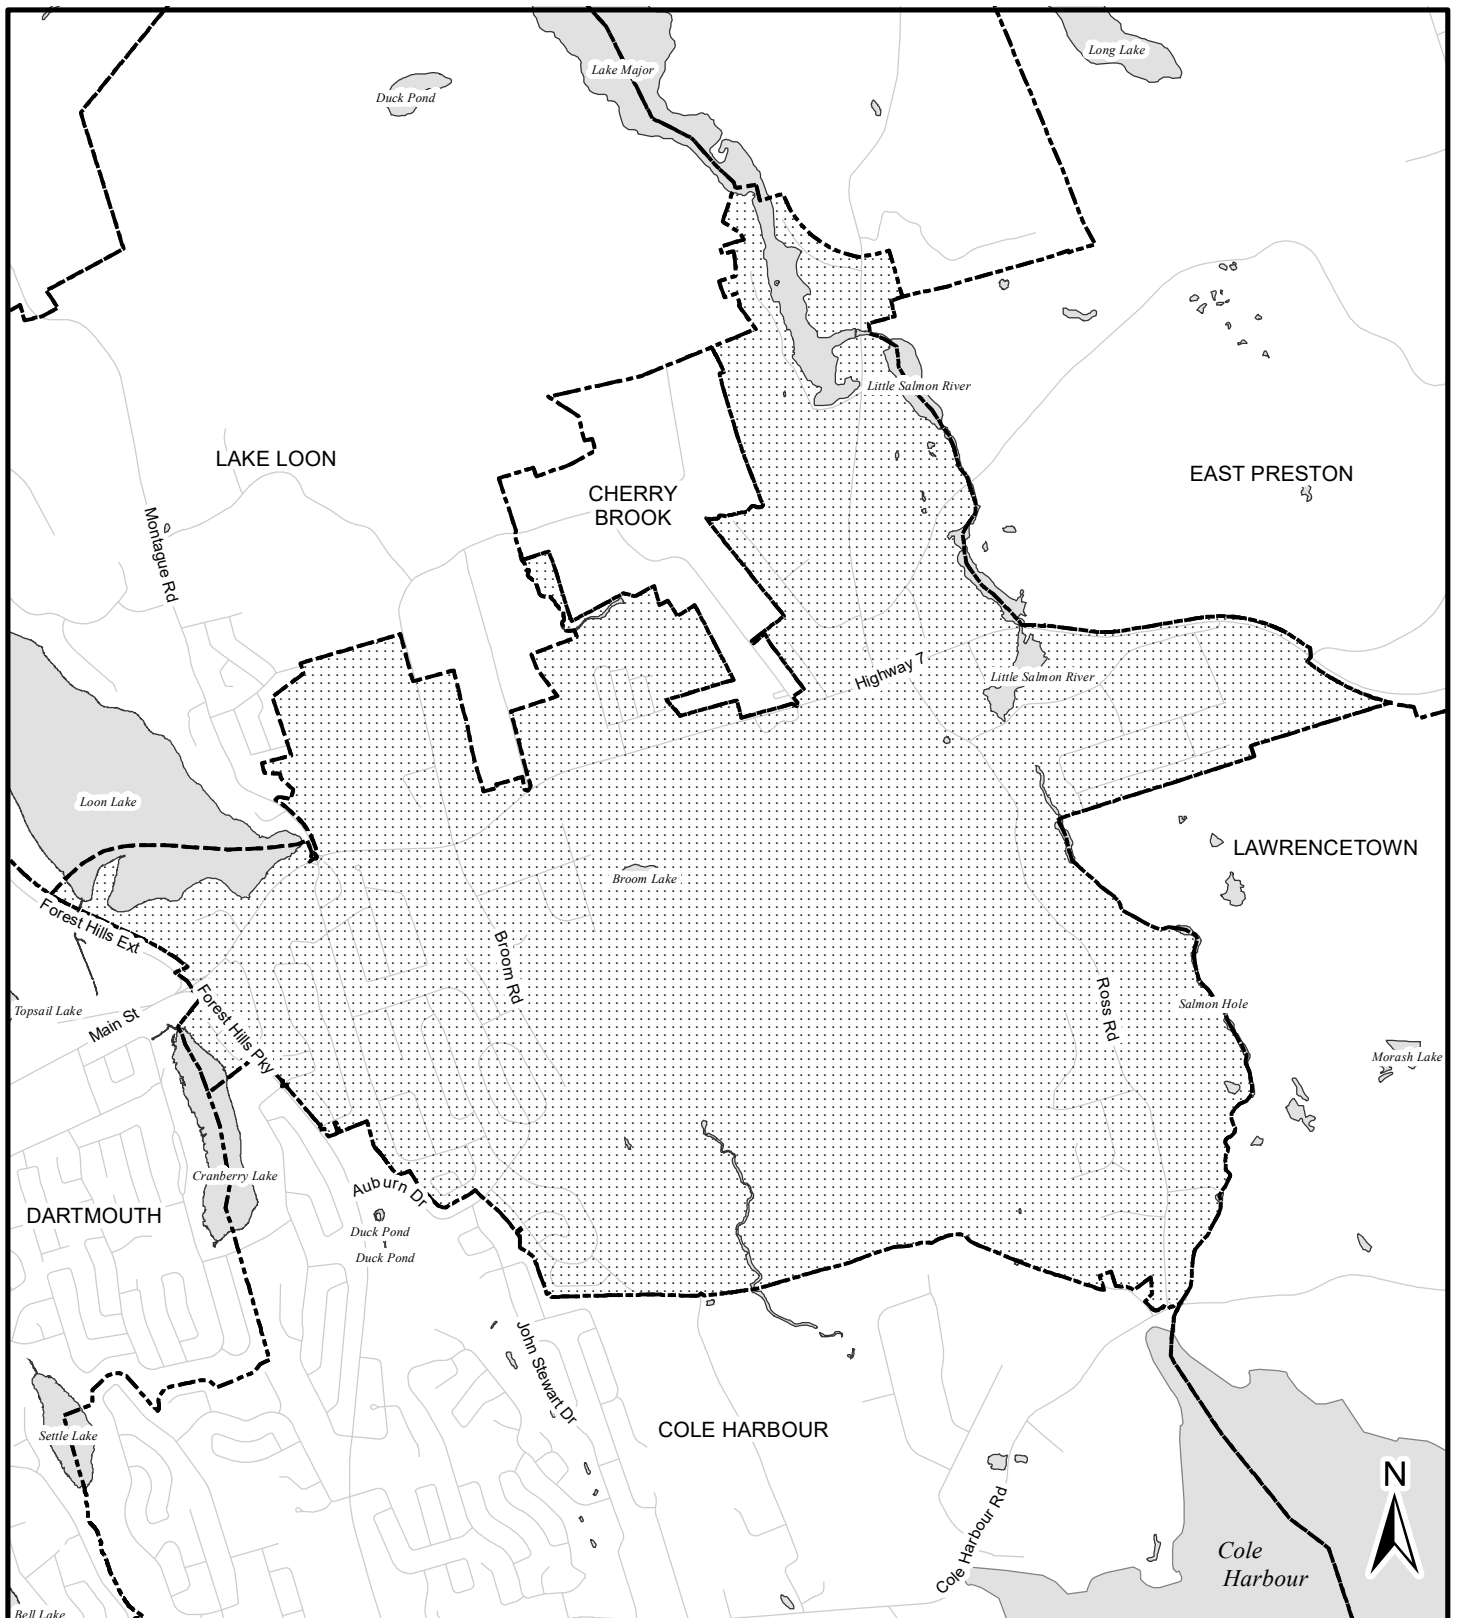 Long Lake
Lake Major
Duck Pond
Little Salmon River
LAKE LOON
EAST PRESTON
CHERRY
BROOK
Montague Rd
Highway 7
Little Salmon River
Loon Lake
LAWRENCETOWN
Broom Lake
Forest Hills Ext
Broom Rd
Ross Rd
Salmon Hole
Topsail Lake
Main St
Forest Hills Pky
Morash Lake
Cranberry Lake
Auburn Dr
DARTMOUTH
Duck Pond
Duck Pond
John Stewart Dr
COLE HARBOUR
Settle Lake
N
Cole Harbour Rd
Cole
Harbour
Bell Lake